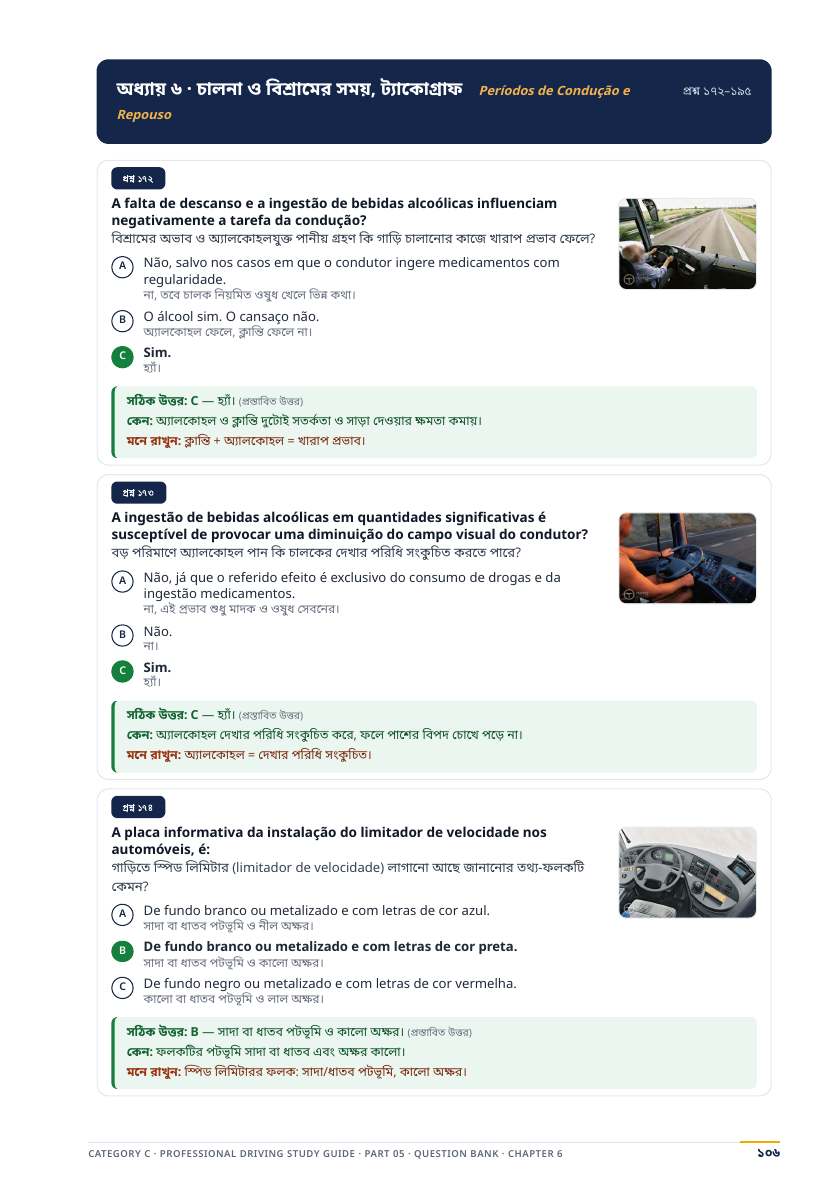 অধ্যায় ৬ · চালনা ও বিশ্রামের সময়, ট্যাকোগ্রাফ Períodos de Condução e
Repouso
প্রশ্ন ১৭২–১৯৫
প্রশ্ন ১৭২
A falta de descanso e a ingestão de bebidas alcoólicas influenciam
negativamente a tarefa da condução?
বিশ্রামের অভাব ও অ্যালকোহলযুক্ত পানীয় গ্রহণ কি গাড়ি চালানোর কাজে খারাপ প্রভাব ফেলে?
A Não, salvo nos casos em que o condutor ingere medicamentos com
regularidade.
না, তবে চালক নিয়মিত ওষুধ খেলে ভিন্ন কথা।
B O álcool sim. O cansaço não.
অ্যালকোহল ফেলে, ক্লান্তি ফেলে না।
C Sim.
হ্যাঁ।
সঠিক উত্তর: C — হ্যাঁ। (প্রস্তাবিত উত্তর)
কেন: অ্যালকোহল ও ক্লান্তি দুটোই সতর্কতা ও সাড়া দেওয়ার ক্ষমতা কমায়।
মনে রাখুন: ক্লান্তি + অ্যালকোহল = খারাপ প্রভাব।
প্রশ্ন ১৭৩
A ingestão de bebidas alcoólicas em quantidades significativas é
susceptível de provocar uma diminuição do campo visual do condutor?
বড় পরিমাণে অ্যালকোহল পান কি চালকের দেখার পরিধি সংকুচিত করতে পারে?
A Não, já que o referido efeito é exclusivo do consumo de drogas e da
ingestão medicamentos.
না, এই প্রভাব শুধু মাদক ও ওষুধ সেবনের।
B Não.
না।
C Sim.
হ্যাঁ।
সঠিক উত্তর: C — হ্যাঁ। (প্রস্তাবিত উত্তর)
কেন: অ্যালকোহল দেখার পরিধি সংকুচিত করে, ফলে পাশের বিপদ চোখে পড়ে না।
মনে রাখুন: অ্যালকোহল = দেখার পরিধি সংকুচিত।
প্রশ্ন ১৭৪
A placa informativa da instalação do limitador de velocidade nos
automóveis, é:
গাড়িতে স্পিড লিমিটার (limitador de velocidade) লাগানো আছে জানানোর তথ্য-ফলকটি
কেমন?
A De fundo branco ou metalizado e com letras de cor azul.
সাদা বা ধাতব পটভূমি ও নীল অক্ষর।
B De fundo branco ou metalizado e com letras de cor preta.
সাদা বা ধাতব পটভূমি ও কালো অক্ষর।
C De fundo negro ou metalizado e com letras de cor vermelha.
কালো বা ধাতব পটভূমি ও লাল অক্ষর।
সঠিক উত্তর: B — সাদা বা ধাতব পটভূমি ও কালো অক্ষর। (প্রস্তাবিত উত্তর)
কেন: ফলকটির পটভূমি সাদা বা ধাতব এবং অক্ষর কালো।
মনে রাখুন: স্পিড লিমিটারর ফলক: সাদা/ধাতব পটভূমি, কালো অক্ষর।
CATEGORY C · PROFESSIONAL DRIVING STUDY GUIDE · PART 05 · QUESTION BANK · CHAPTER 6
১০৬